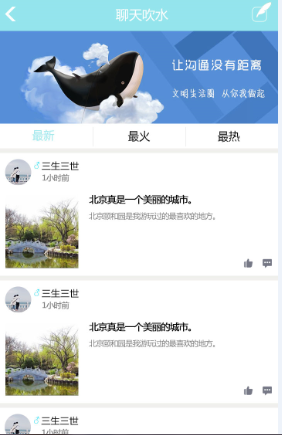 聊天吹水
让沟通没有距离
文明生活圈 从你我做起
最新 最火 最热
三生三世
1小时前
北京真是一个美丽的城市。
北京颐和园是我游玩过的最喜欢的地方。
三生三世
1小时前
北京真是一个美丽的城市。
北京颐和园是我游玩过的最喜欢的地方。
三生三世
1小时前